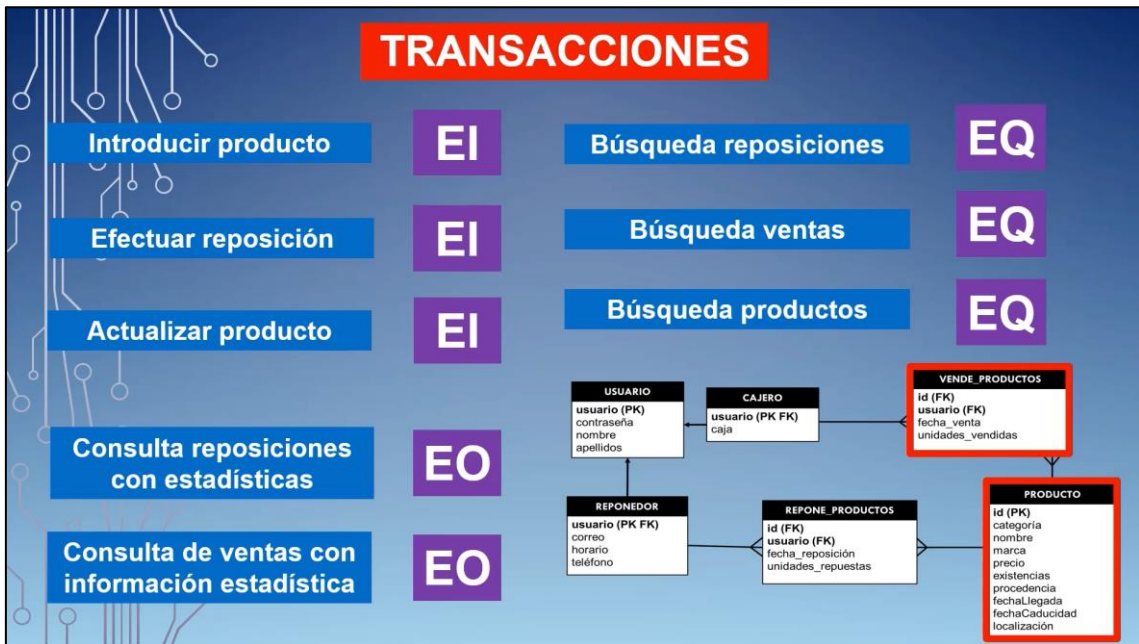 TRANSACCIONES
Introducir producto
EI
Efectuar reposición
EI
Actualizar producto
EI
Consulta reposiciones
con estadísticas
EO
Consulta de ventas con
información estadística
EO
Búsqueda reposiciones
EQ
Búsqueda ventas
EQ
Búsqueda productos
EQ
USUARIO
usuario (PK)
contraseña
nombre
apellidos
CAJERO
usuario (PK FK)
caja
VENDE_PRODUCTOS
id (FK)
usuario (FK)
fecha_venta
unidades_vendidas
REPONEDOR
usuario (PK FK)
correo
horario
teléfono
REPONE_PRODUCTOS
id (FK)
usuario (FK)
fecha_reposición
unidades_repuestas
PRODUCTO
id (PK)
categoría
nombre
marca
precio
existencias
procedencia
fechaLlegada
fechaCaducidad
localización